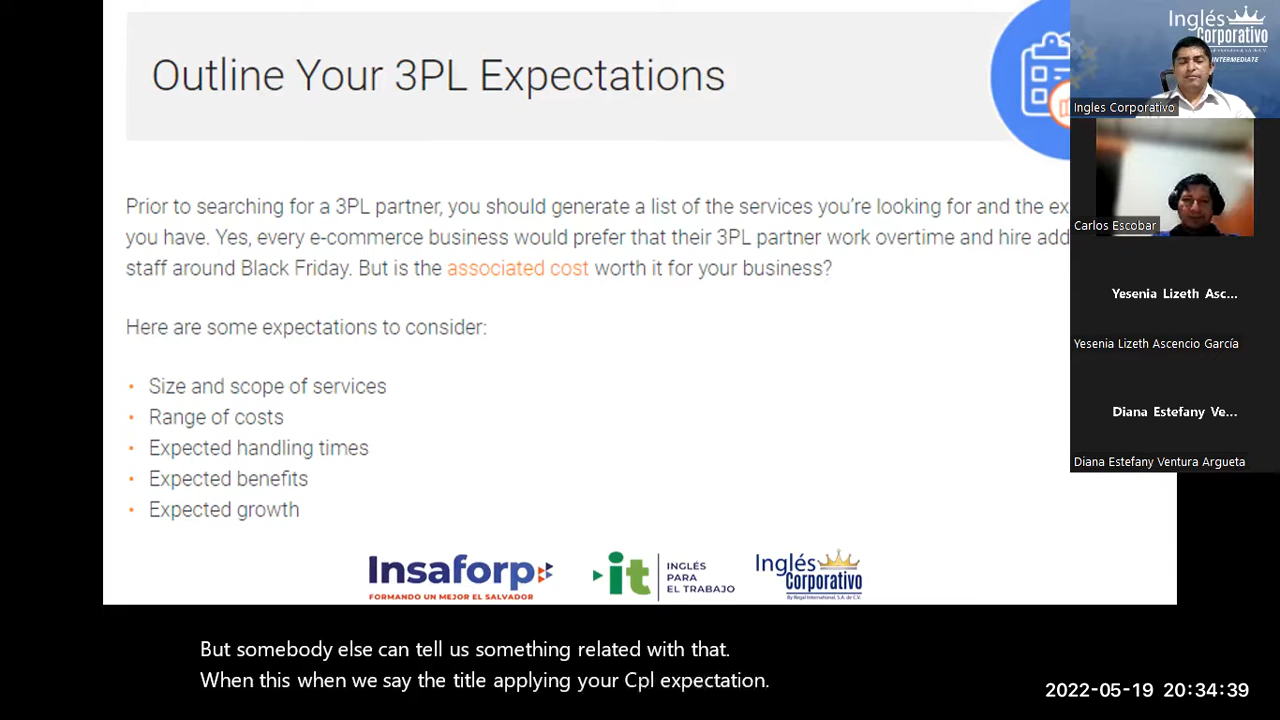 Outline Your 3PL Expectations
Prior to searching for a 3PL partner, you should generate a list of the services you're looking for and the ex
you have. Yes, every e-commerce business would prefer that their 3PL partner work overtime and hire add
staff around Black Friday. But is the associated cost worth it for your business?
Here are some expectations to consider:
• Size and scope of services
• Range of costs
• Expected handling times
• Expected benefits
• Expected growth
Insaforp
FORMANDO UN MEJOR EL SALVADOR
it
INGLÉS
PARA
EL TRABAJO
Inglés
Corporativo
By Regal International, S.A. de C.V.
Inglés
Corporativo
INTERMEDIATE
Ingles Corporativo
Carlos Escobar
Yesenia Lizeth Asc...
Yesenia Lizeth Ascencio García
Diana Estefany Ve...
Diana Estefany Ventura Argueta
But somebody else can tell us something related with that.
When this when we say the title applying your Cpl expectation.
2022-05-19 20:34:39